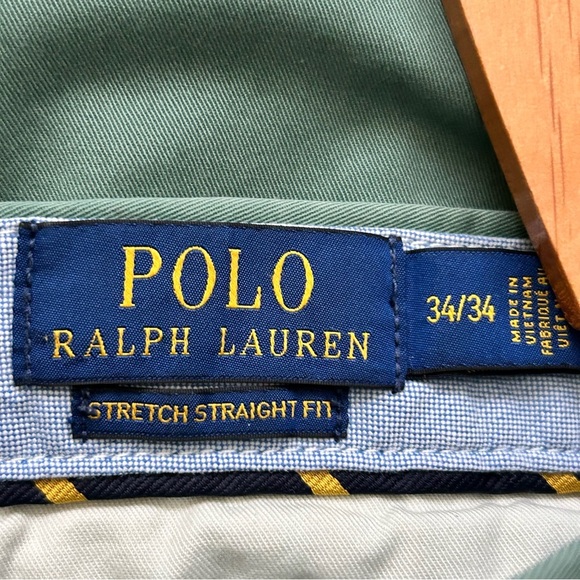 POLO
RALPH LAUREN
STRETCH STRAIGHT FIT
34/34
MADE IN
VIETNAM
FABRIQUÉ AU